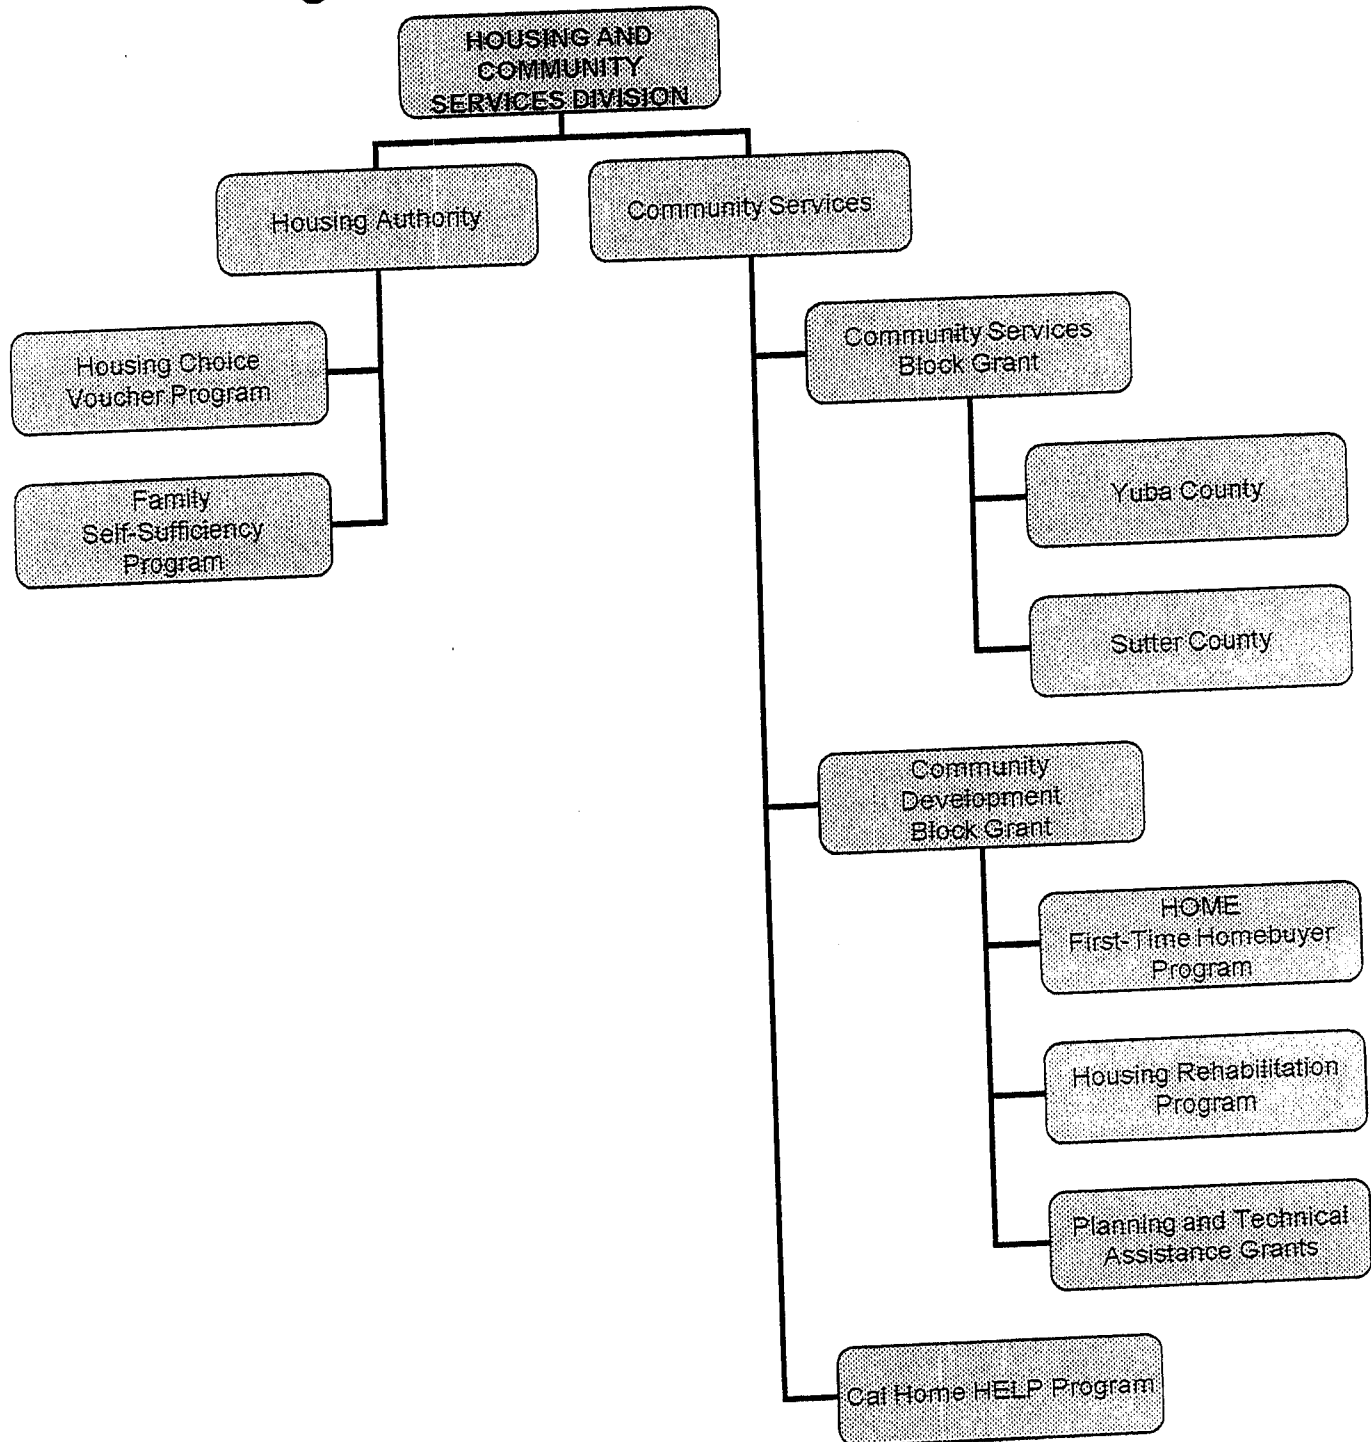 HOUSING AND
COMMUNITY
SERVICES DIVISION
Housing Authority
Community Services
Housing Choice
Voucher Program
Family
Self-Sufficiency
Program
Community Services
Block Grant
Yuba County
Sutter County
Community
Development
Block Grant
HOME
First-Time Homebuyer
Program
Housing Rehabilitation
Program
Planning and Technical
Assistance Grants
Cal Home HELP Program